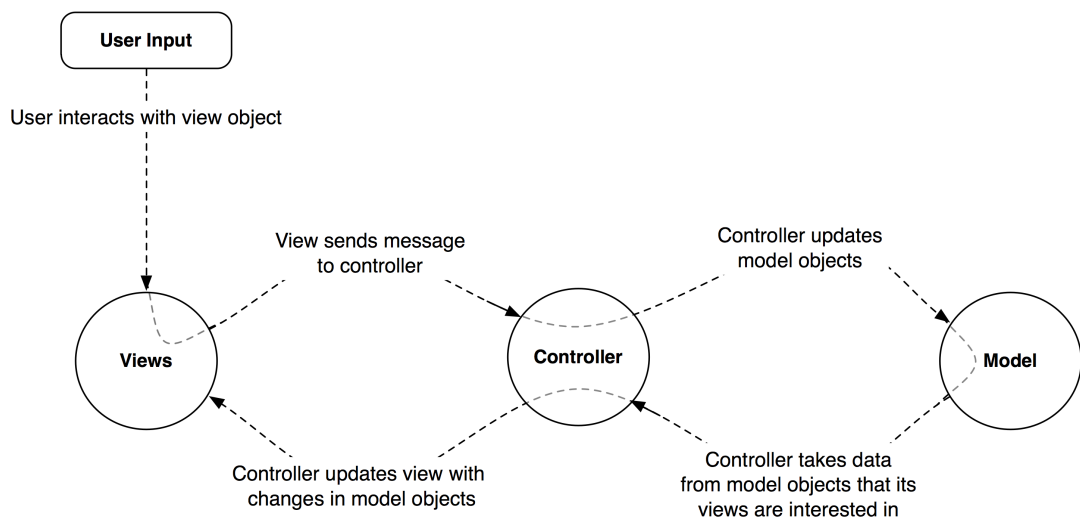 User Input
User interacts with view object
View sends message
to controller
Controller updates
model objects
Views
Controller
Model
Controller updates view with
changes in model objects
Controller takes data
from model objects that its
views are interested in